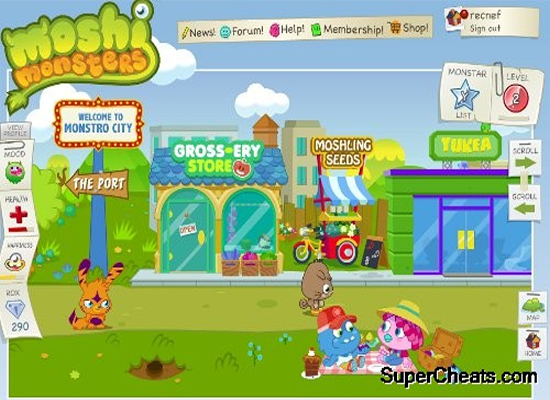 moshi
monsters
News! Forum! Help! Membership! Shop!
recnef
Sign out
MONSTAR
LIST
LEVEL
2
WELCOME TO
MONSTRO CITY
THE PORT
GROSS-ERY
STORE
OPEN!
MOSHLING
SEEDS
YUKEA
VIEW
PROFILE
MOOD
HEALTH
HAPPINESS
ROX
290
SCROLL
SCROLL
MAP
HOME
SuperCheats.com